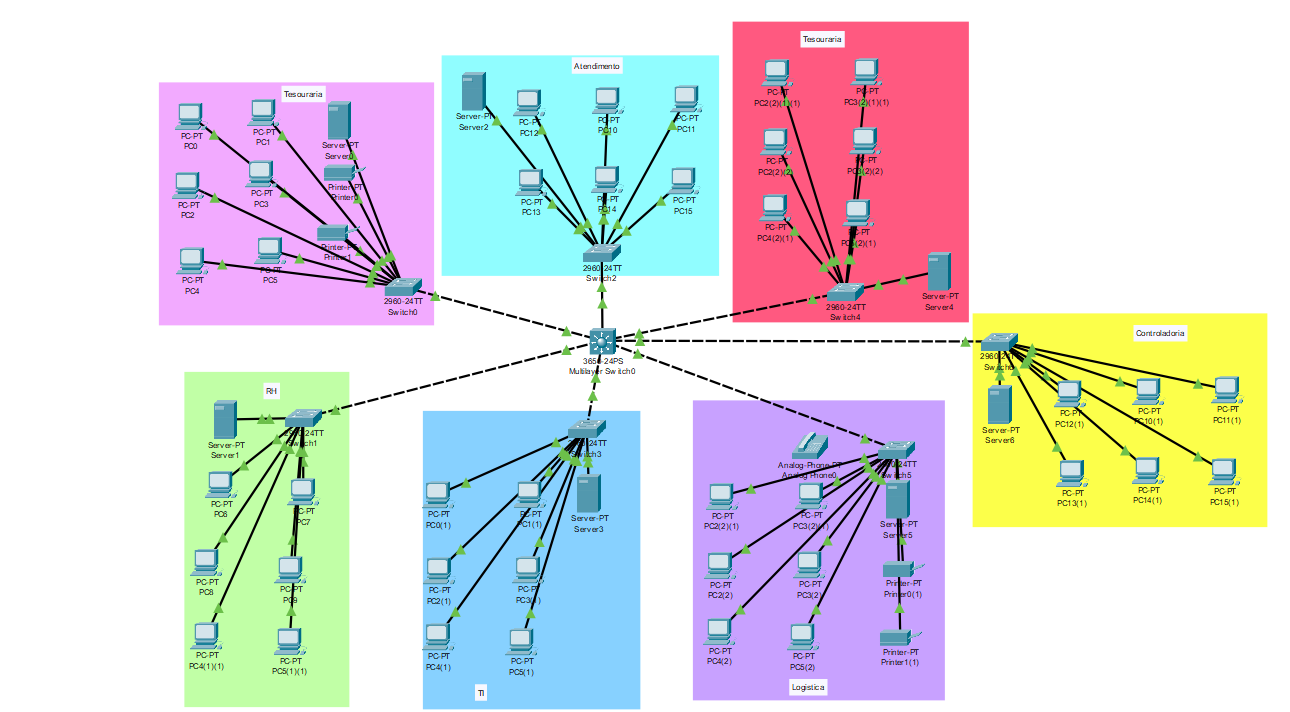 Tesouraria
PC-PT
PC0
PC-PT
PC1
Server-PT
Server0
PC-PT
PC2
PC-PT
PC3
Printer-PT
Printer0
Printer-PT
Printer1
PC-PT
PC4
PC-PT
PC5
2960-24TT
Switch0
Atendimento
Server-PT
Server2
PC-PT
PC12
PC-PT
PC10
PC-PT
PC11
PC-PT
PC13
PC-PT
PC14
PC-PT
PC15
2960-24TT
Switch2
Tesouraria
PC-PT
PC2(2)(1)(1)
PC-PT
PC3(2)(1)(1)
PC-PT
PC2(2)(2)
PC-PT
PC3(2)(2)
PC-PT
PC4(2)(1)
PC-PT
2960-24TT
Switch4
Server-PT
Server4
3650-24PS
Multilayer Switch0
Controladoria
2960-24TT
Server-PT
Server6
PC-PT
PC12(1)
PC-PT
PC10(1)
PC-PT
PC11(1)
PC-PT
PC13(1)
PC-PT
PC14(1)
PC-PT
PC15(1)
RH
Server-PT
Server1
2960-24TT
Switch1
PC-PT
PC6
PC-PT
PC7
PC-PT
PC8
PC-PT
PC9
PC-PT
PC4(1)(1)
PC-PT
PC5(1)(1)
2960-24TT
Switch3
PC-PT
PC0(1)
PC-PT
PC1(1)
Server-PT
Server3
PC-PT
PC2(1)
PC-PT
PC3(1)
PC-PT
PC4(1)
PC-PT
PC5(1)
TI
Analog-Phone-PT
Analog Phone0
2960-24TT
Switch5
PC-PT
PC2(2)(1)
PC-PT
PC3(2)(1)
Server-PT
Server5
PC-PT
PC2(2)
PC-PT
PC3(2)
Printer-PT
Printer0(1)
PC-PT
PC4(2)
PC-PT
PC5(2)
Printer-PT
Printer1(1)
Logistica